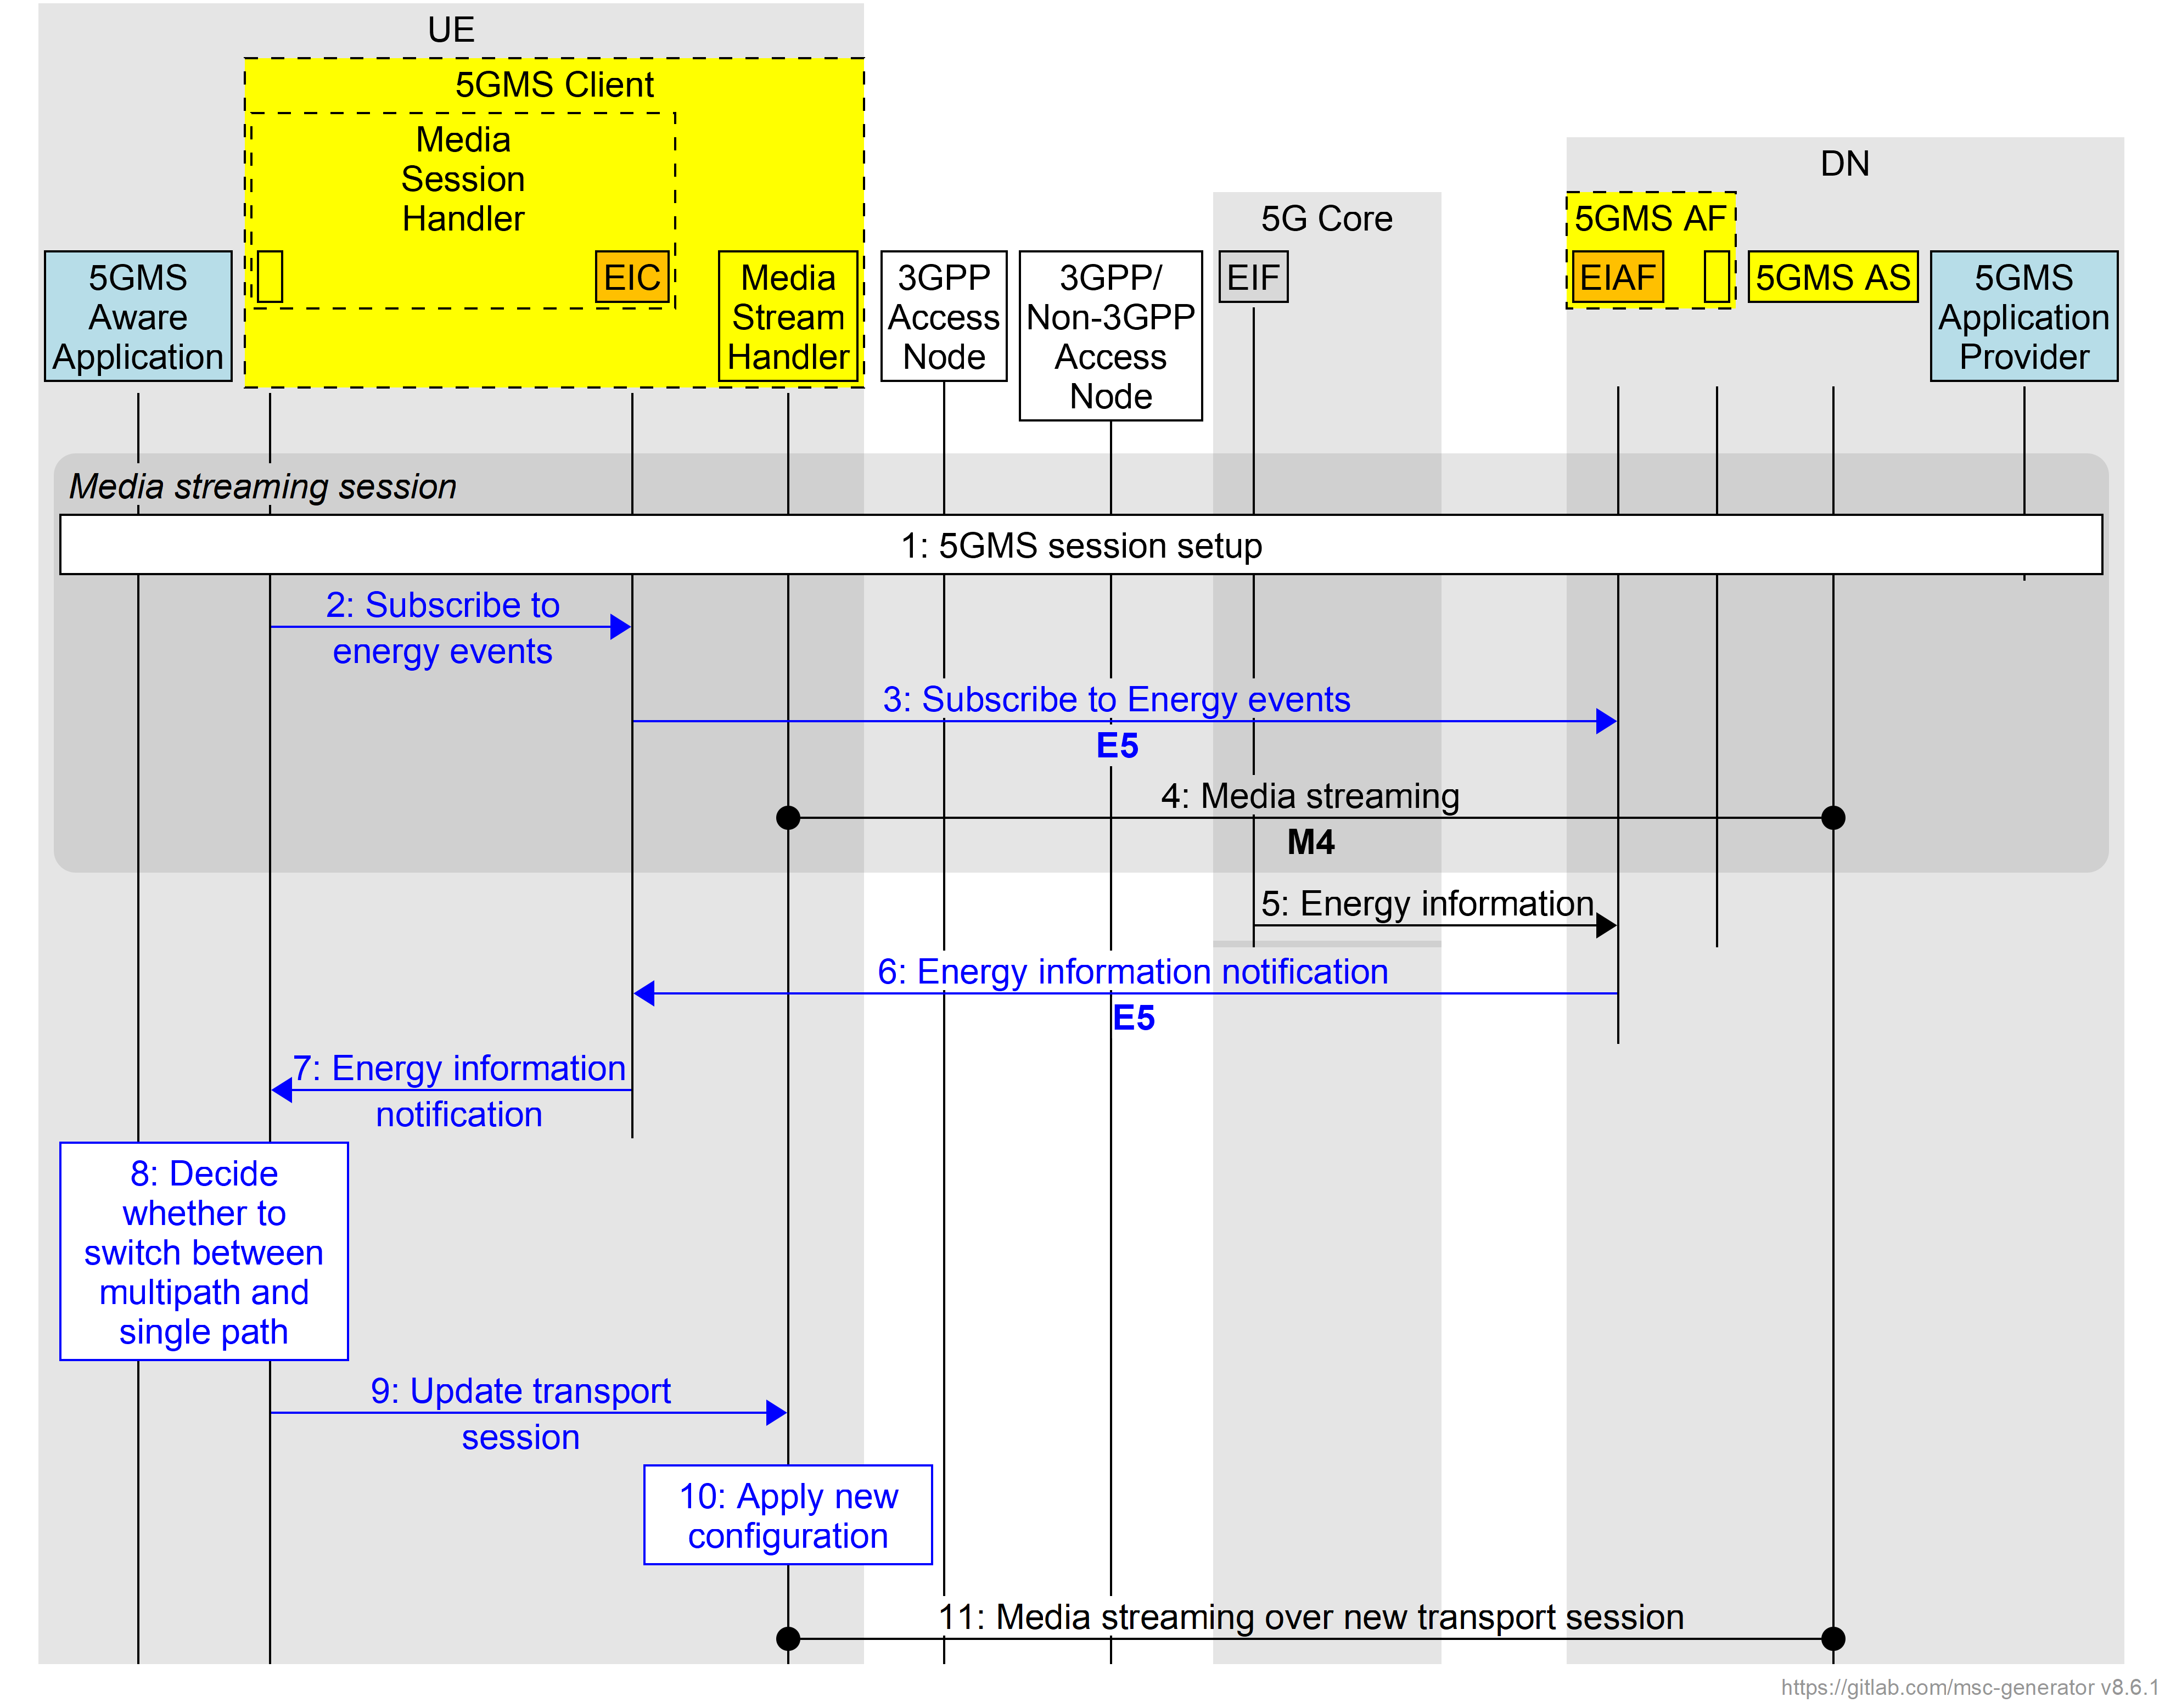 UE
5GMS Client
Media
Session
Handler
DN
5G Core
5GMS AF
5GMS
Aware
Application
EIC
Media
Stream
Handler
3GPP
Access
Node
3GPP/
Non-3GPP
Access
Node
EIF
EIAF
5GMS AS
5GMS
Application
Provider
Media streaming session
1: 5GMS session setup
2: Subscribe to
energy events
3: Subscribe to Energy events
E5
4: Media streaming
M4
5: Energy information
6: Energy information notification
E5
7: Energy information
notification
8: Decide
whether to
switch between
multipath and
single path
9: Update transport
session
10: Apply new
configuration
11: Media streaming over new transport session
https://gitlab.com/msc-generator v8.6.1